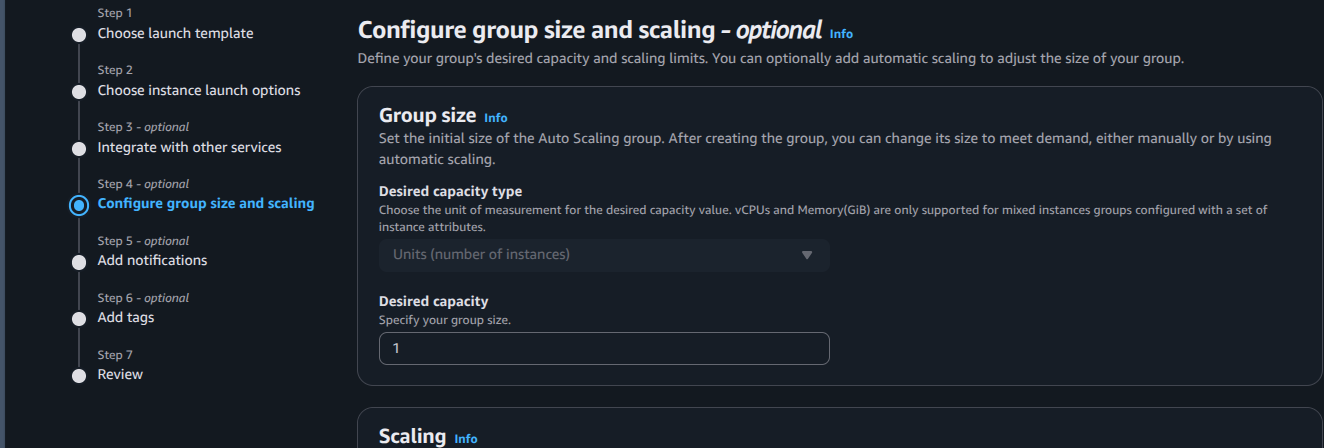 Step 1
Choose launch template
Step 2
Choose instance launch options
Step 3 - optional
Integrate with other services
Step 4 - optional
Configure group size and scaling
Step 5 - optional
Add notifications
Step 6 - optional
Add tags
Step 7
Review
Configure group size and scaling - optional Info
Define your group's desired capacity and scaling limits. You can optionally add automatic scaling to adjust the size of your group.
Group size Info
Set the initial size of the Auto Scaling group. After creating the group, you can change its size to meet demand, either manually or by using
automatic scaling.
Desired capacity type
Choose the unit of measurement for the desired capacity value. vCPUs and Memory(GiB) are only supported for mixed instances groups configured with a set of
instance attributes.
Units (number of instances)
Desired capacity
Specify your group size.
1
Scaling Info